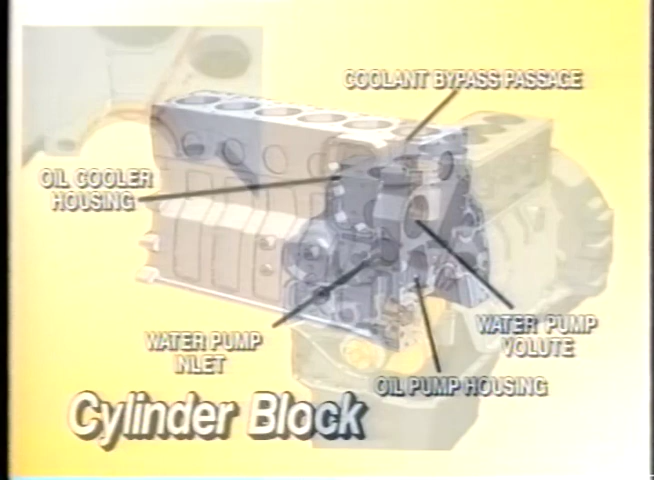 COOLANT BYPASS PASSAGE
OIL COOLER
HOUSING
WATER PUMP
INLET
WATER PUMP
VOLUTE
OIL PUMP HOUSING
Cylinder Block